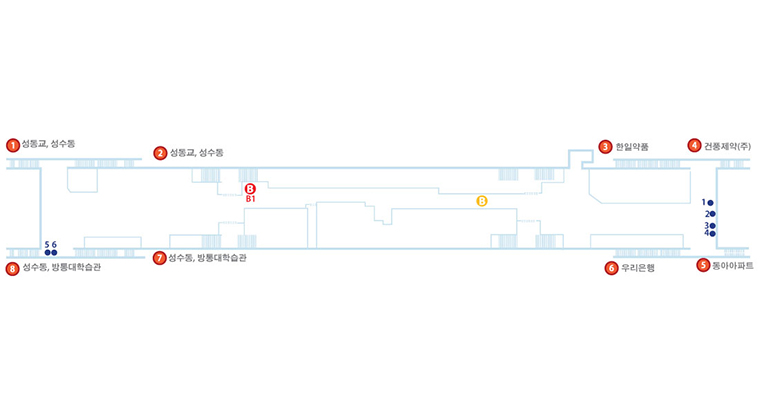 1 성동교, 성수동
2 성동교, 성수동
3 한일약품
4 건풍제약(주)
B
B1
B
1
2
3
4
5 6
8 성수동, 방통대학습관
7 성수동, 방통대학습관
6 우리은행
5 동아아파트